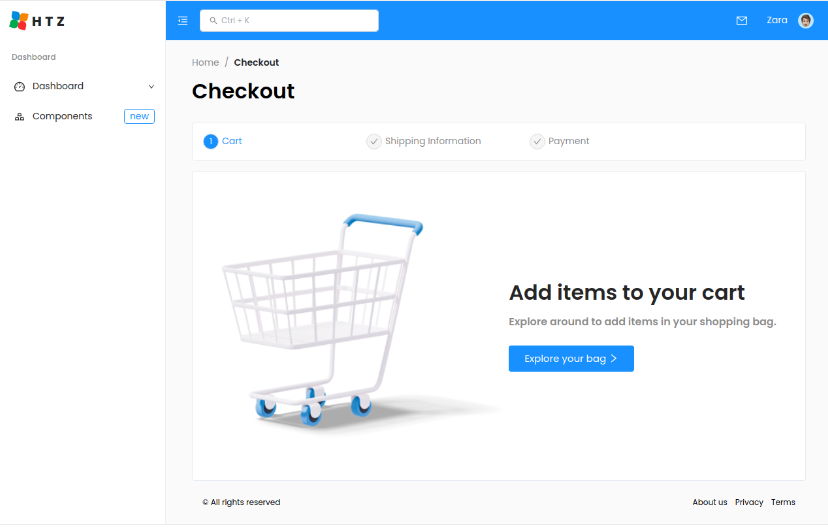 HTZ
Ctrl + K
Zara
Dashboard
Dashboard
Components new
Home / Checkout
Checkout
1 Cart Shipping Information Payment
Add items to your cart
Explore around to add items in your shopping bag.
Explore your bag
© All rights reserved
About us Privacy Terms